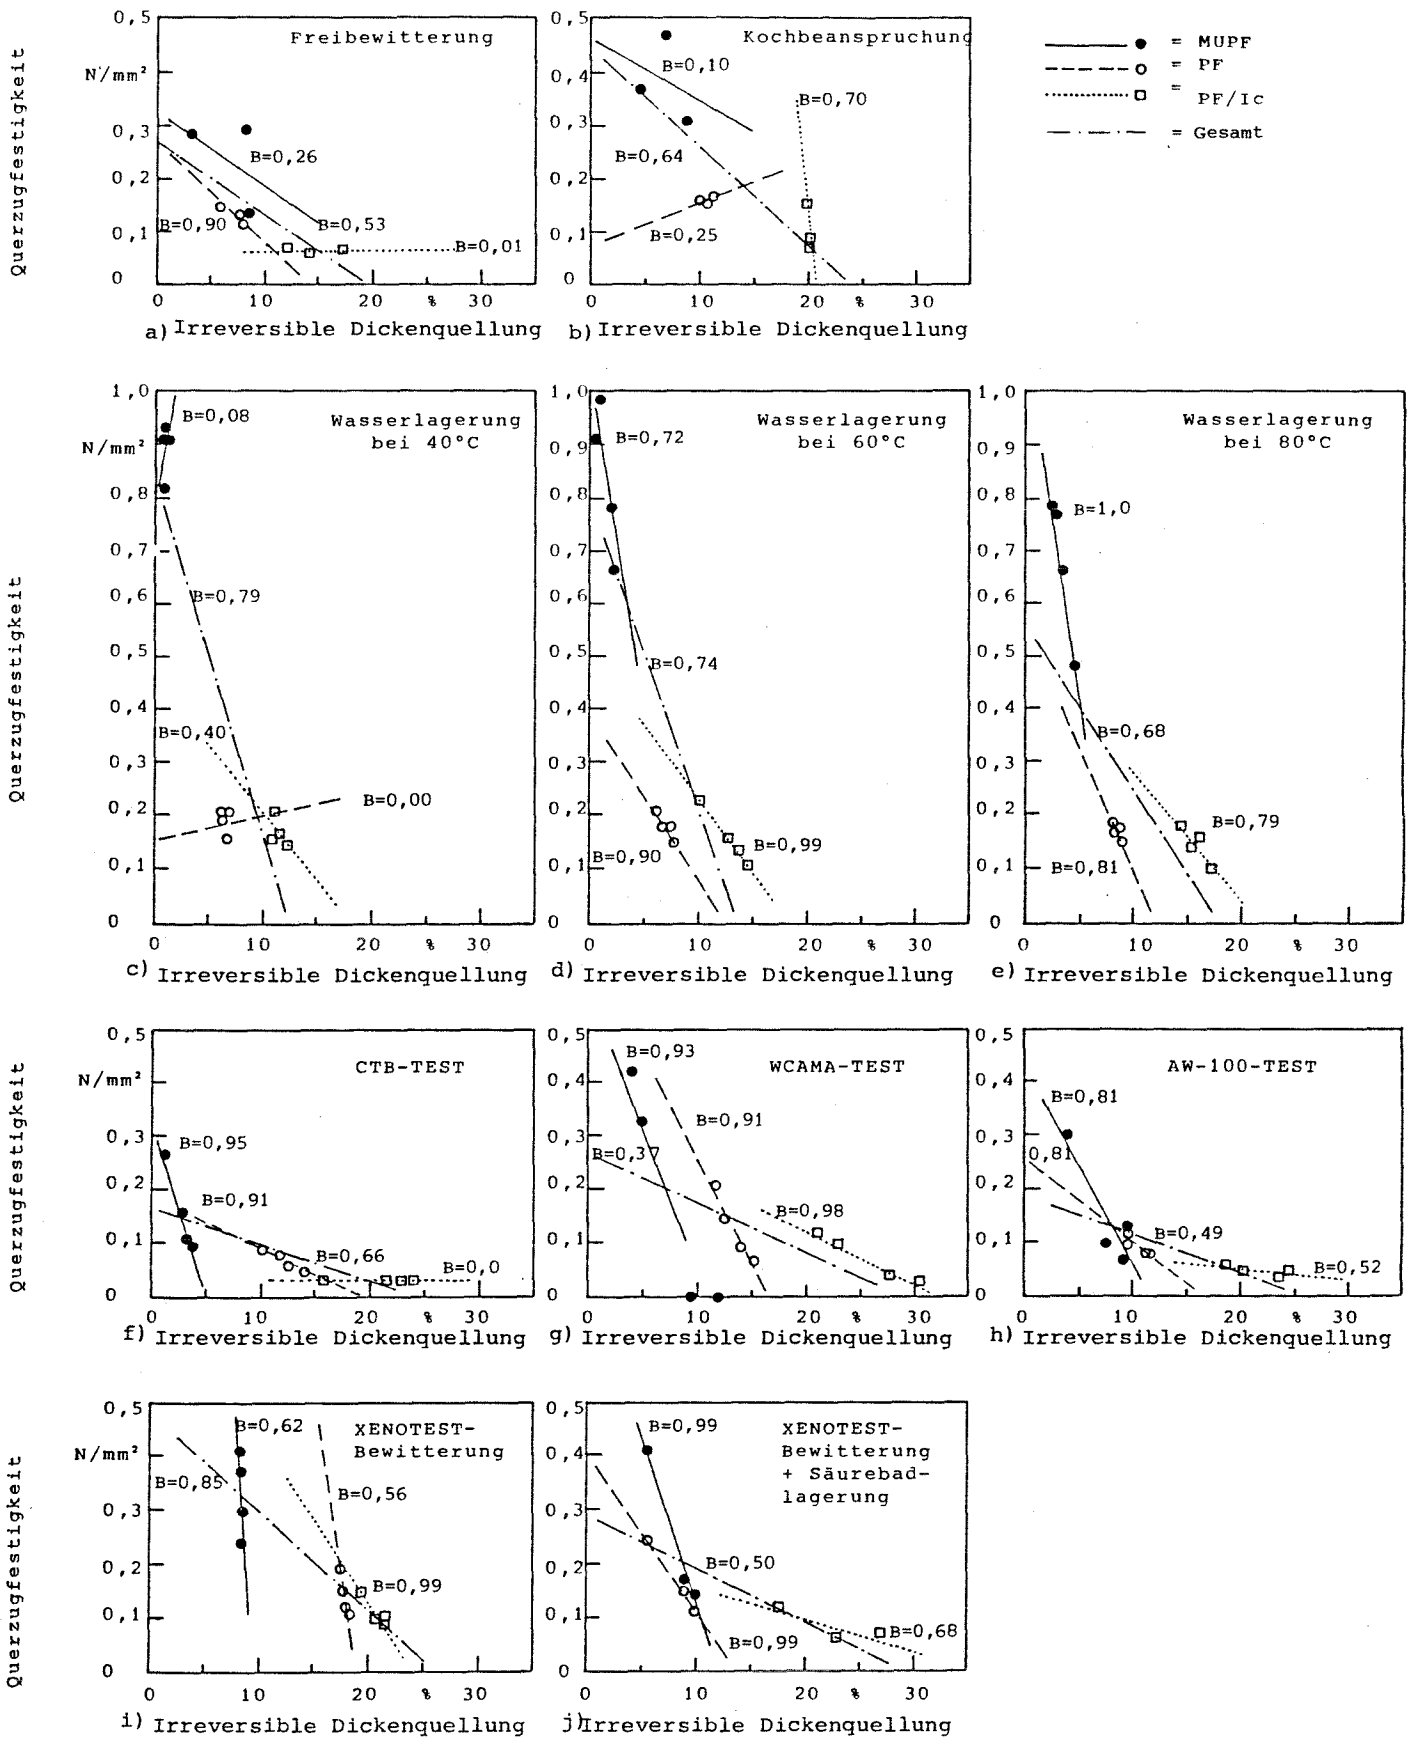 Querzugfestigkeit
0,5
N/mm²
0,3
0,2
0,1
0
Freibewitterung
B=0,26
B=0,90
B=0,53
B=0,01
0 10 20 % 30
a) Irreversible Dickenquellung
0,5
0,4
0,3
0,2
0,1
0
Kochbeanspruchung
B=0,10
B=0,70
B=0,64
B=0,25
0 10 20 % 30
b) Irreversible Dickenquellung
= MUPF
= PF
= PF/Ic
= Gesamt
Querzugfestigkeit
1,0
N/mm²
0,8
0,7
0,6
0,5
0,4
0,3
0,2
0,1
0
Wasserlagerung
bei 40°C
B=0,08
B=0,79
B=0,40
B=0,00
0 10 20 % 30
c) Irreversible Dickenquellung
1,0
0,9
0,8
0,7
0,6
0,5
0,4
0,3
0,2
0,1
0
Wasserlagerung
bei 60°C
B=0,72
B=0,74
B=0,90
B=0,99
0 10 20 % 30
d) Irreversible Dickenquellung
1,0
0,9
0,8
0,7
0,6
0,5
0,4
0,3
0,2
0,1
0
Wasserlagerung
bei 80°C
B=1,0
B=0,68
B=0,79
B=0,81
0 10 20 % 30
e) Irreversible Dickenquellung
Querzugfestigkeit
0,5
N/mm²
0,3
0,2
0,1
0
CTB-TEST
B=0,95
B=0,91
B=0,66
B=0,0
0 10 20 % 30
f) Irreversible Dickenquellung
0,5
0,4
0,3
0,2
0,1
0
WCAMA-TEST
B=0,93
B=0,91
B=0,37
B=0,98
0 10 20 % 30
g) Irreversible Dickenquellung
0,5
0,4
0,3
0,2
0,1
0
AW-100-TEST
B=0,81
0,81
B=0,49
B=0,52
0 10 20 % 30
h) Irreversible Dickenquellung
Querzugfestigkeit
0,5
N/mm²
0,3
0,2
0,1
0
XENOTEST-
Bewitterung
B=0,62
B=0,85
B=0,56
B=0,99
0 10 20 % 30
i) Irreversible Dickenquellung
0,5
0,4
0,3
0,2
0,1
0
XENOTEST-
Bewitterung
+ Säurebad-
lagerung
B=0,99
B=0,50
B=0,68
B=0,99
0 10 20 % 30
j) Irreversible Dickenquellung